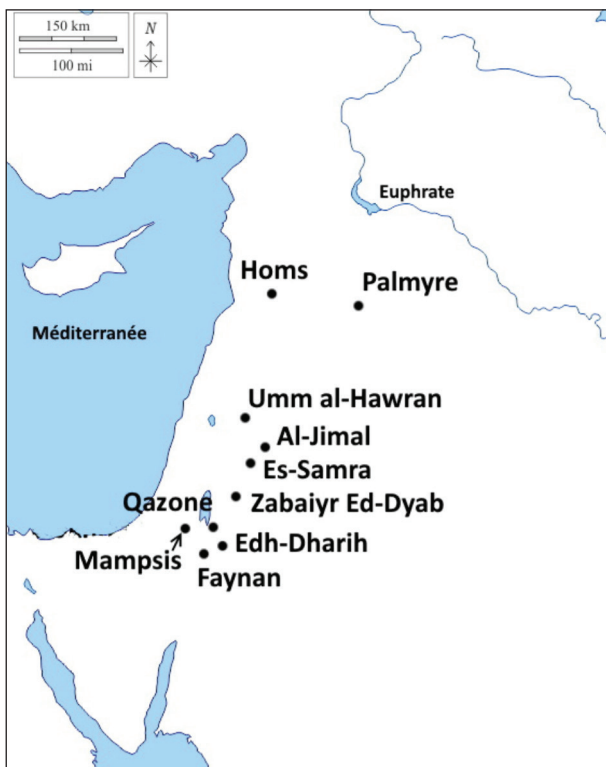 150 km
N
100 mi
Euphrate
Homs
Palmyre
Méditerranée
Umm al-Hawran
Al-Jimal
Es-Samra
Qazone
Zabaiyr Ed-Dyab
Mampsis
Edh-Dharih
Faynan